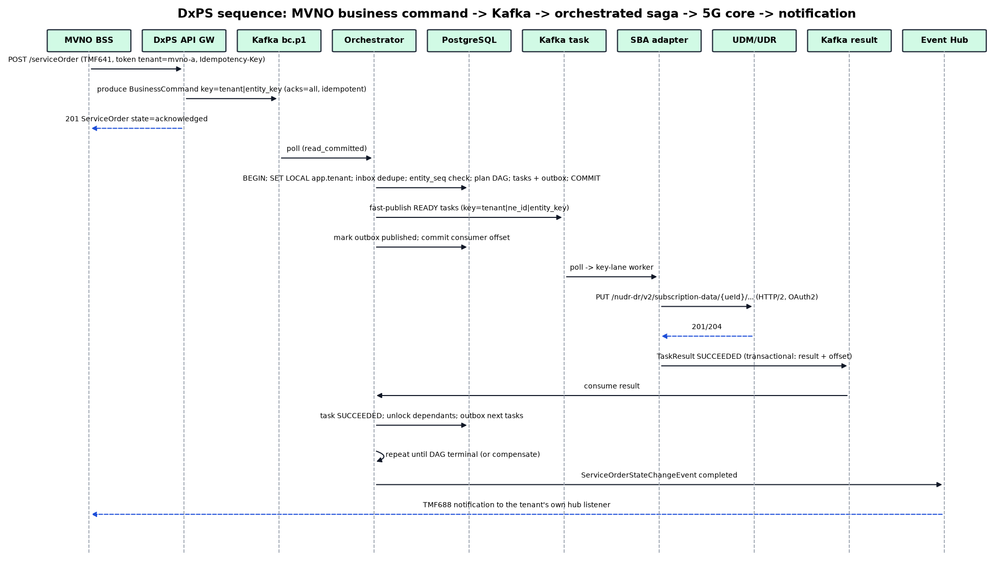 DxPS sequence: MVNO business command -> Kafka -> orchestrated saga -> 5G core -> notification
MVNO BSS
DxPS API GW
Kafka bc.p1
Orchestrator
PostgreSQL
Kafka task
SBA adapter
UDM/UDR
Kafka result
Event Hub
POST /serviceOrder (TMF641, token tenant=mvno-a, Idempotency-Key)
produce BusinessCommand key=tenant|entity_key (acks=all, idempotent)
201 ServiceOrder state=acknowledged
poll (read_committed)
BEGIN; SET LOCAL app.tenant; inbox dedupe; entity_seq check; plan DAG; tasks + outbox; COMMIT
fast-publish READY tasks (key=tenant|ne_id|entity_key)
mark outbox published; commit consumer offset
poll -> key-lane worker
PUT /nudr-dr/v2/subscription-data/{ueId}/... (HTTP/2, OAuth2)
201/204
TaskResult SUCCEEDED (transactional: result + offset)
consume result
task SUCCEEDED; unlock dependants; outbox next tasks
repeat until DAG terminal (or compensate)
ServiceOrderStateChangeEvent completed
TMF688 notification to the tenant's own hub listener